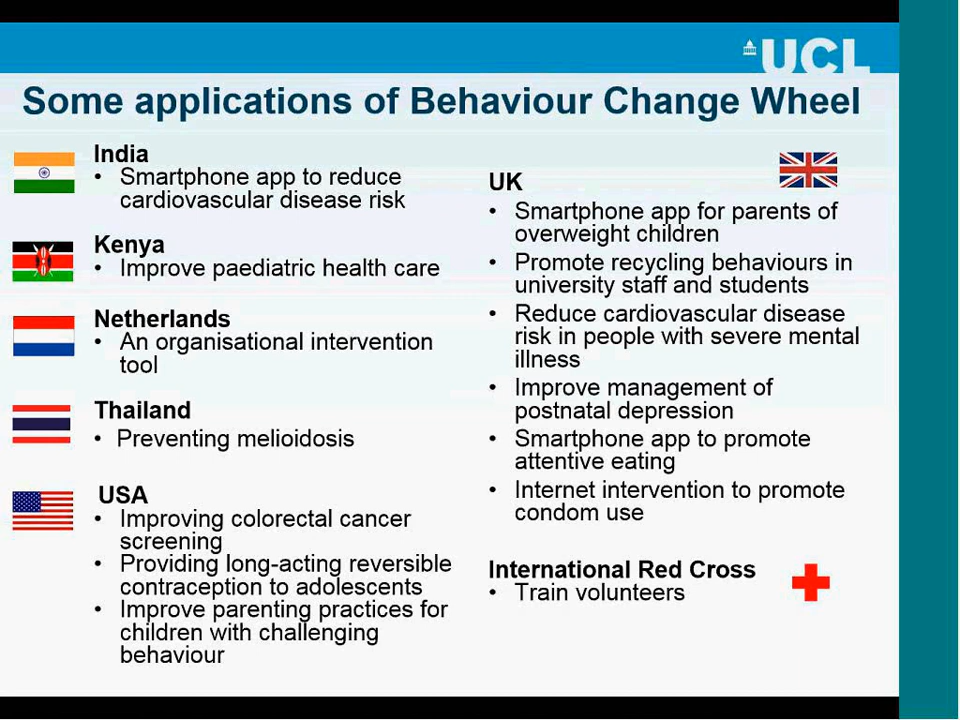 UCL
Some applications of Behaviour Change Wheel
India
• Smartphone app to reduce
cardiovascular disease risk
Kenya
• Improve paediatric health care
Netherlands
• An organisational intervention
tool
Thailand
• Preventing melioidosis
USA
• Improving colorectal cancer
screening
• Providing long-acting reversible
contraception to adolescents
• Improve parenting practices for
children with challenging
behaviour
UK
• Smartphone app for parents of
overweight children
• Promote recycling behaviours in
university staff and students
• Reduce cardiovascular disease
risk in people with severe mental
illness
• Improve management of
postnatal depression
• Smartphone app to promote
attentive eating
• Internet intervention to promote
condom use
International Red Cross
• Train volunteers